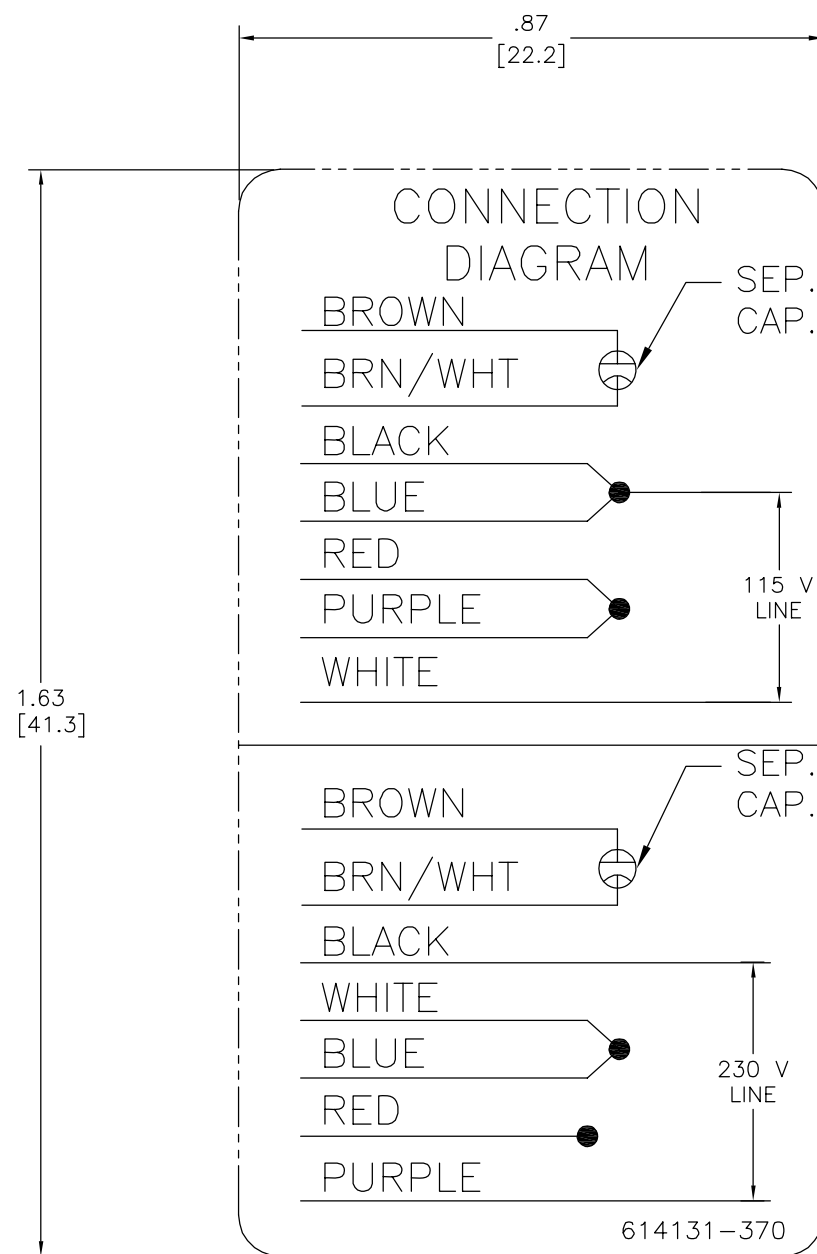 .87
[22.2]
CONNECTION
DIAGRAM
SEP.
CAP.
BROWN
BRN/WHT
BLACK
BLUE
RED
PURPLE
115 V
LINE
WHITE
1.63
[41.3]
SEP.
CAP.
BROWN
BRN/WHT
BLACK
WHITE
BLUE
230 V
LINE
RED
PURPLE
614131-370